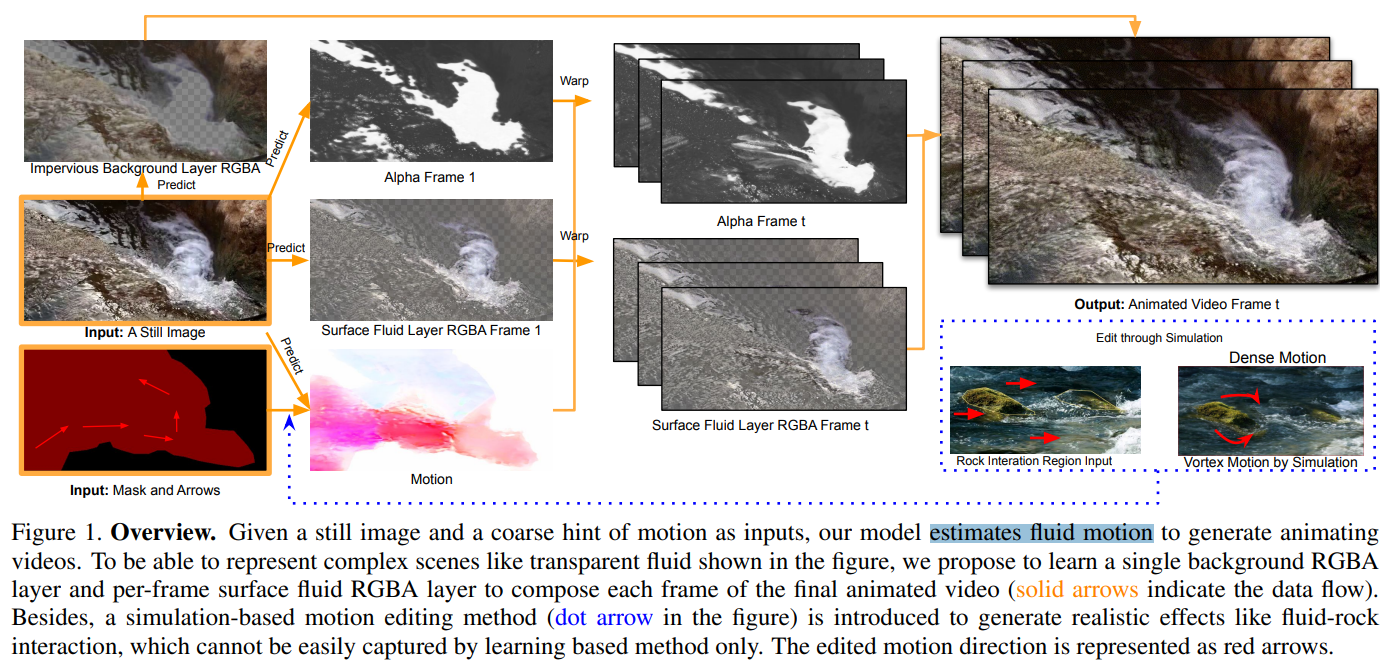 Impervious Background Layer RGBA
Predict
Predict
Predict
Predict
Input: A Still Image
Input: Mask and Arrows
Alpha Frame 1
Surface Fluid Layer RGBA Frame 1
Motion
Warp
Warp
Alpha Frame t
Surface Fluid Layer RGBA Frame t
Output: Animated Video Frame t
Edit through Simulation
Dense Motion
Rock Interation Region Input
Vortex Motion by Simulation
Figure 1. Overview. Given a still image and a coarse hint of motion as inputs, our model estimates fluid motion to generate animating
videos. To be able to represent complex scenes like transparent fluid shown in the figure, we propose to learn a single background RGBA
layer and per-frame surface fluid RGBA layer to compose each frame of the final animated video (solid arrows indicate the data flow).
Besides, a simulation-based motion editing method (dot arrow in the figure) is introduced to generate realistic effects like fluid-rock
interaction, which cannot be easily captured by learning based method only. The edited motion direction is represented as red arrows.